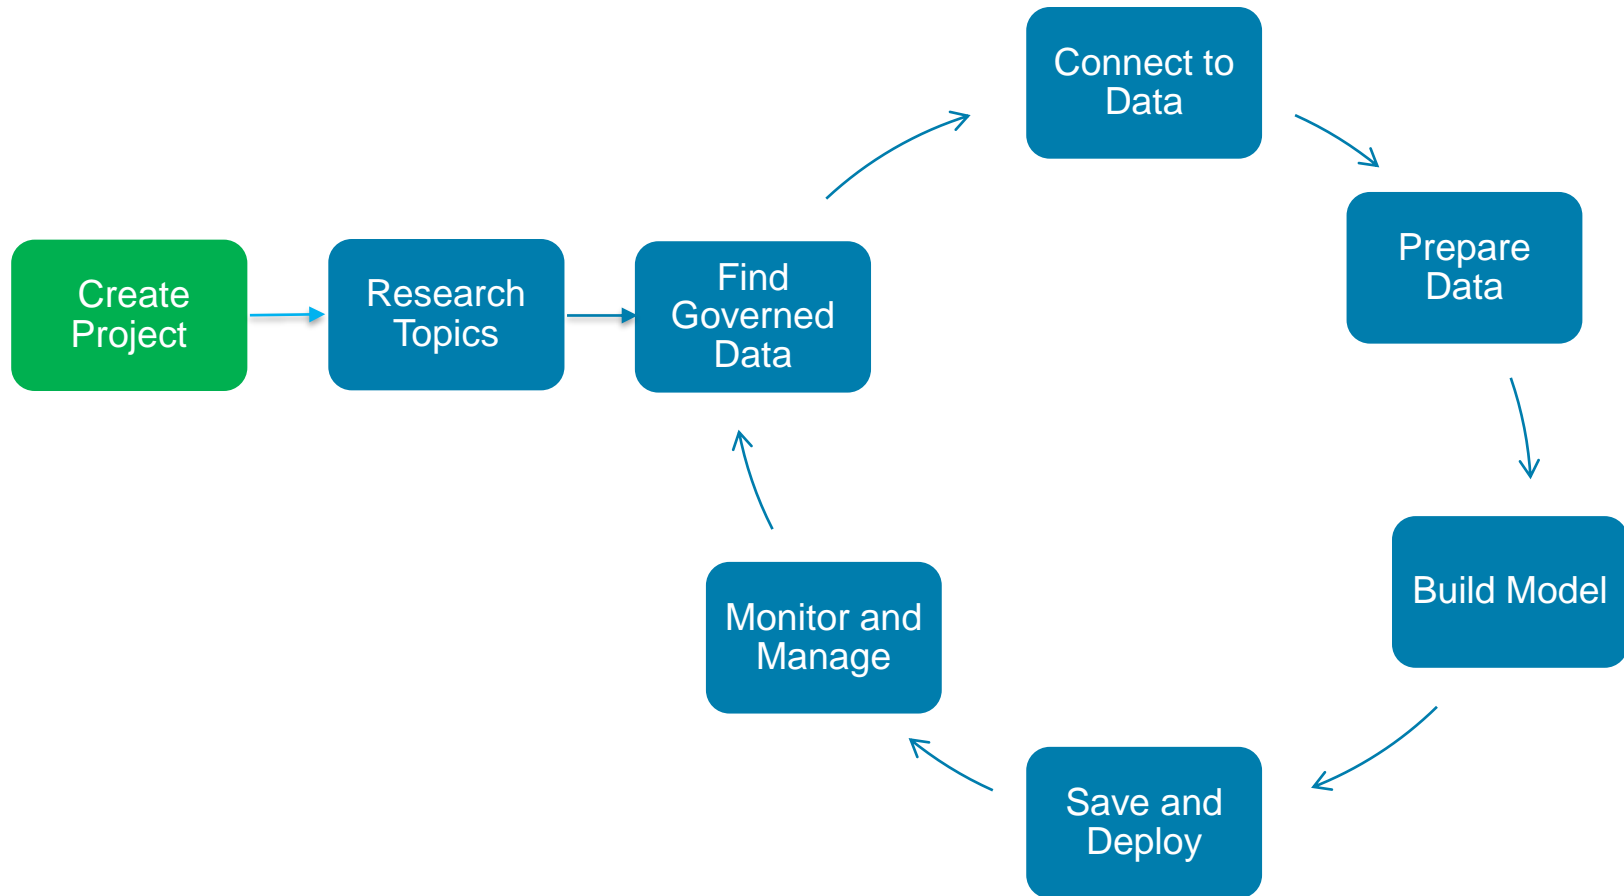 Create
Project
Research
Topics
Find
Governed
Data
Connect to
Data
Prepare
Data
Build Model
Save and
Deploy
Monitor and
Manage